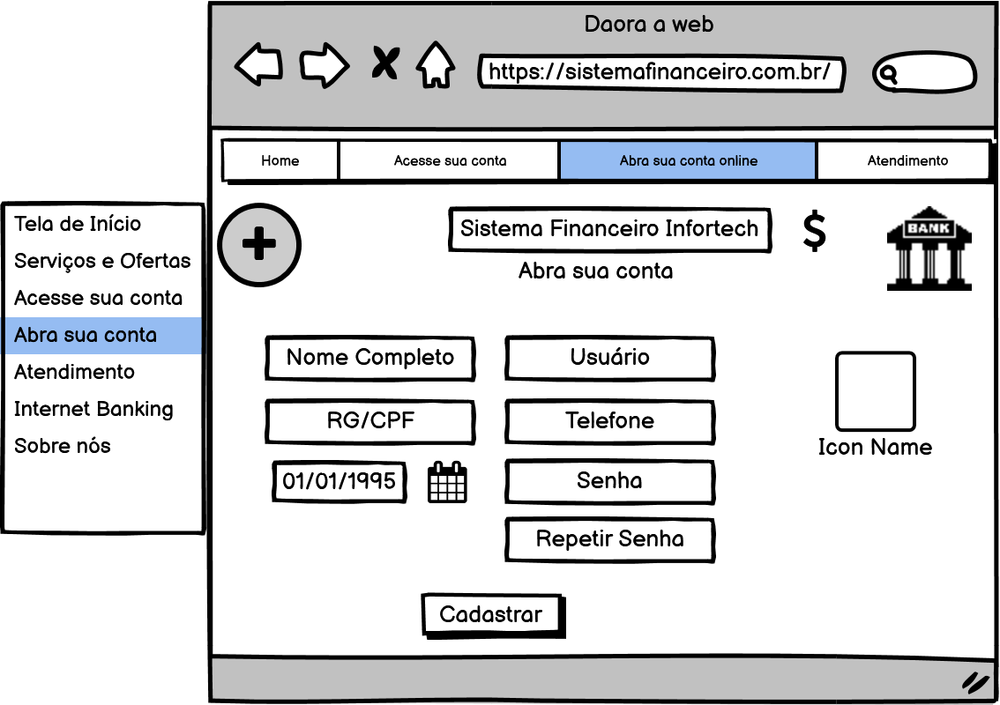 Daora a web
https://sistemafinanceiro.com.br/
Home
Acesse sua conta
Abra sua conta online
Atendimento
Tela de Início
Serviços e Ofertas
Acesse sua conta
Abra sua conta
Atendimento
Internet Banking
Sobre nós
Sistema Financeiro Infortech
$
BANK
Abra sua conta
Nome Completo
Usuário
RG/CPF
Telefone
01/01/1995
Senha
Repetir Senha
Icon Name
Cadastrar